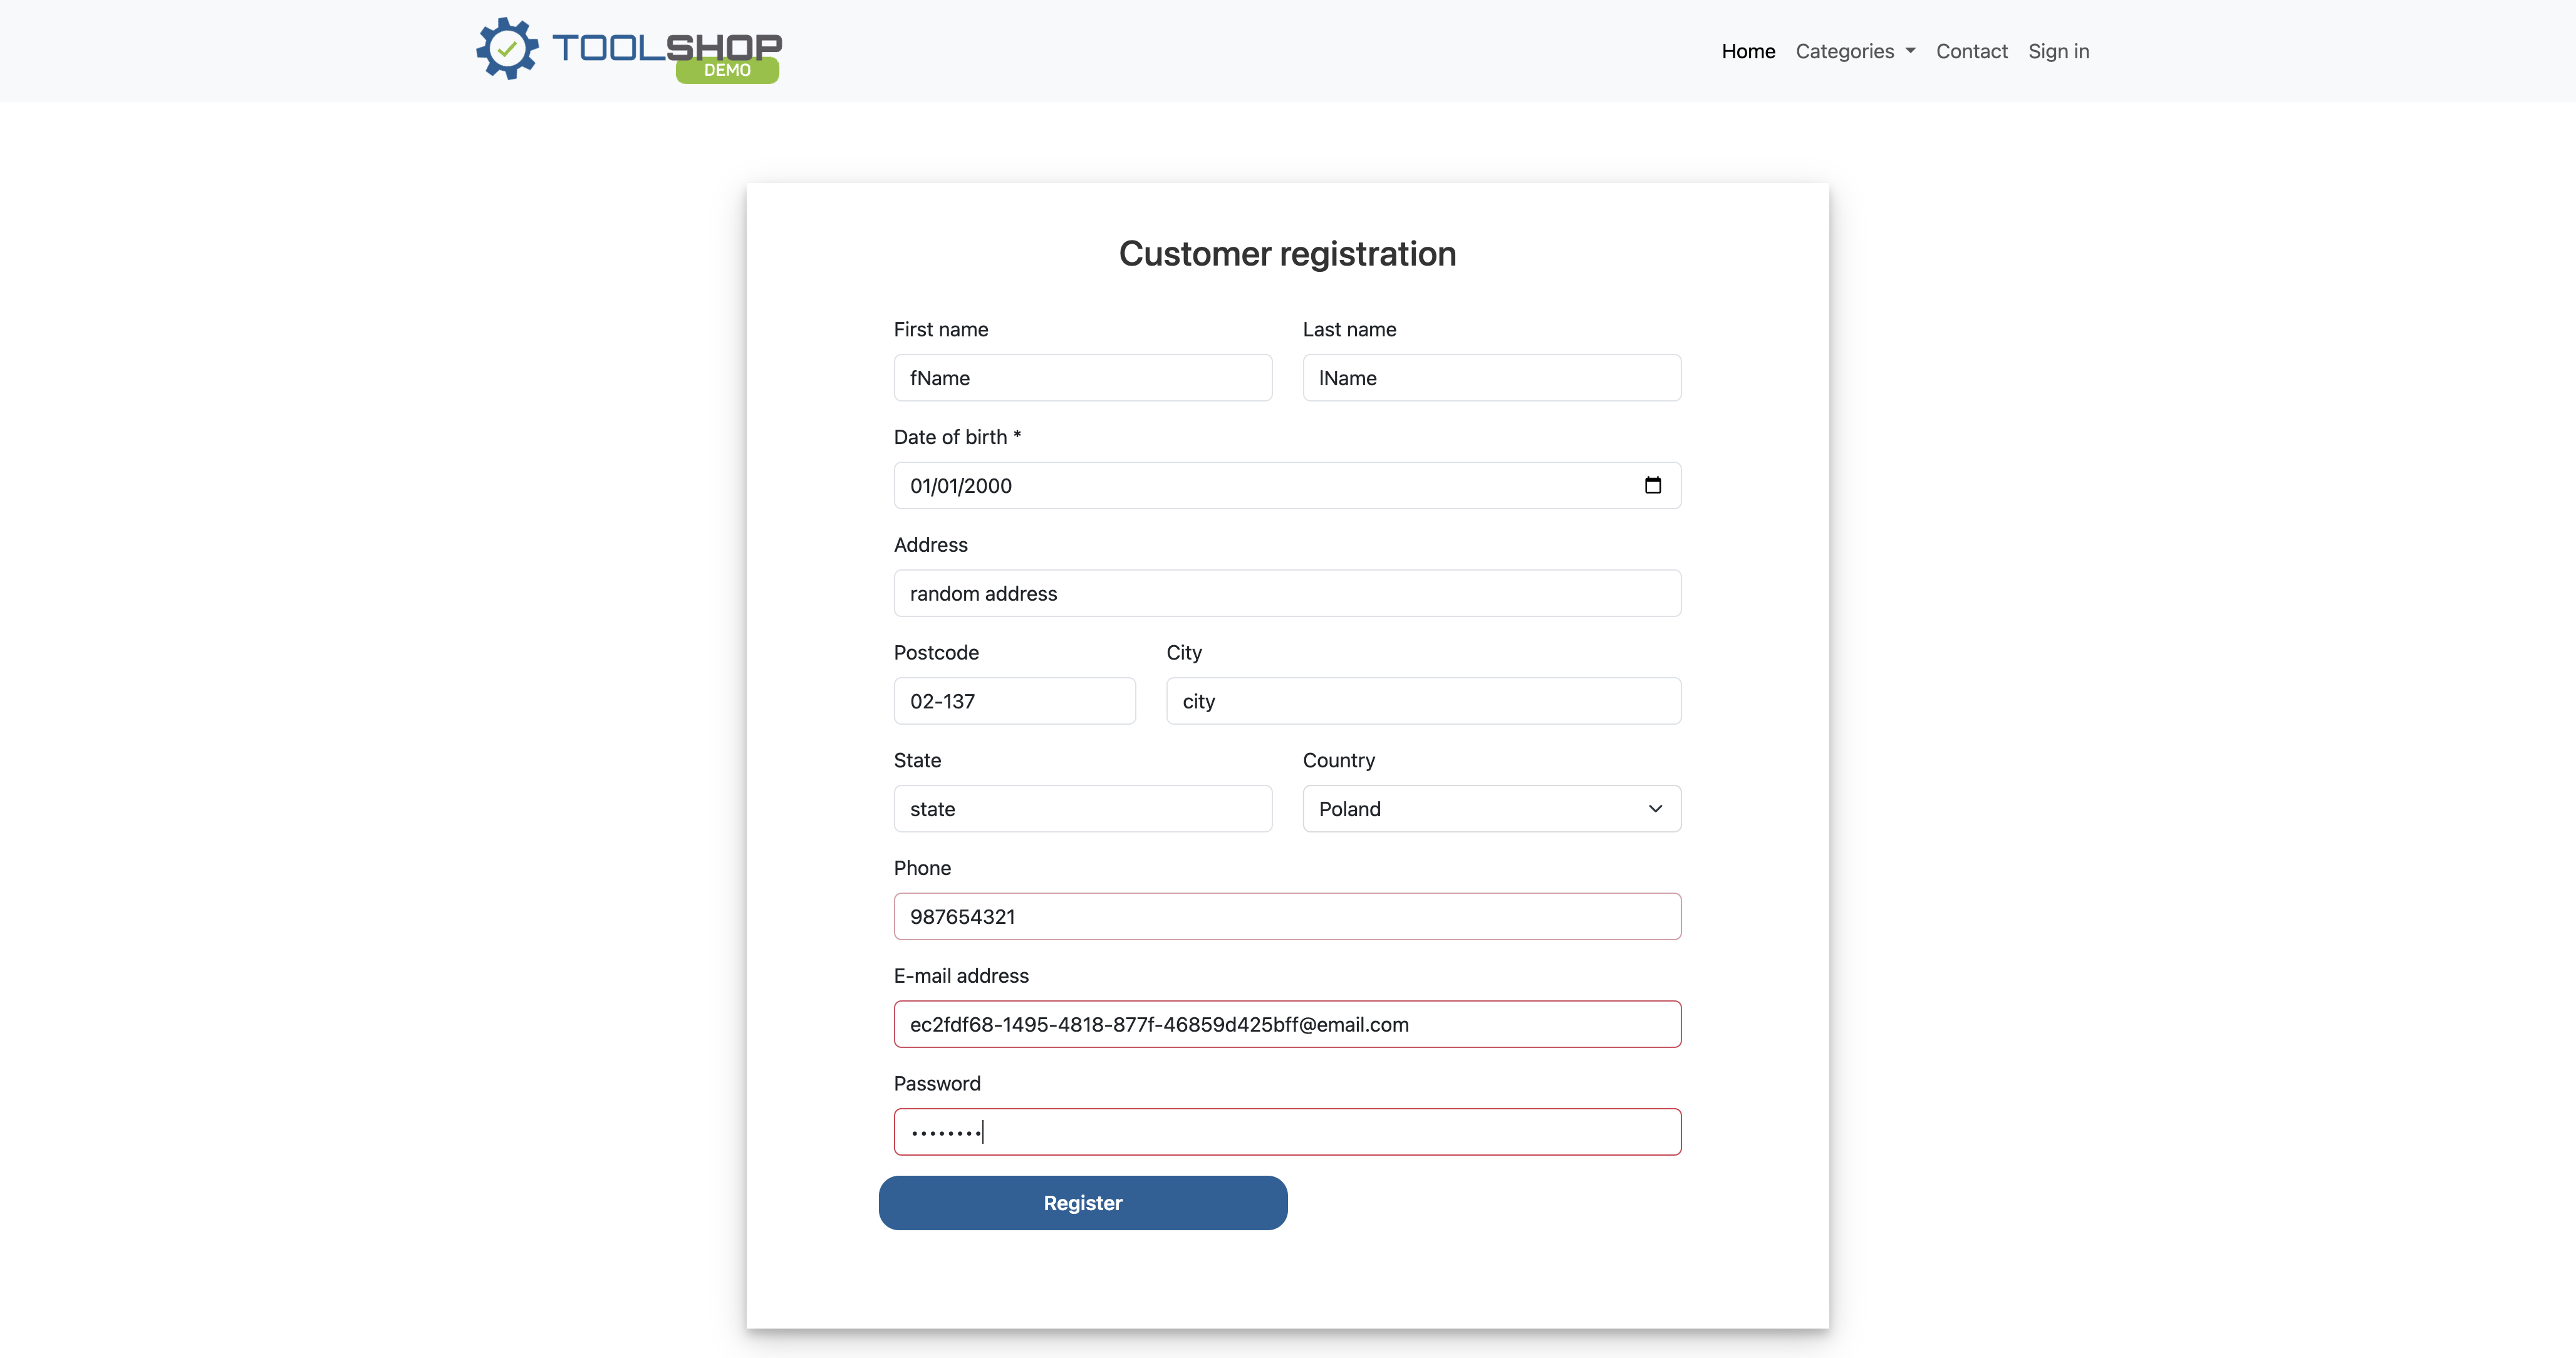 TOOLSHOP
DEMO
Home Categories Contact Sign in
Customer registration
First name Last name
fName lName
Date of birth *
01/01/2000
Address
random address
Postcode City
02-137 city
State Country
state Poland
Phone
987654321
E-mail address
ec2fdf68-1495-4818-877f-46859d425bff@email.com
Password
••••••••
Register